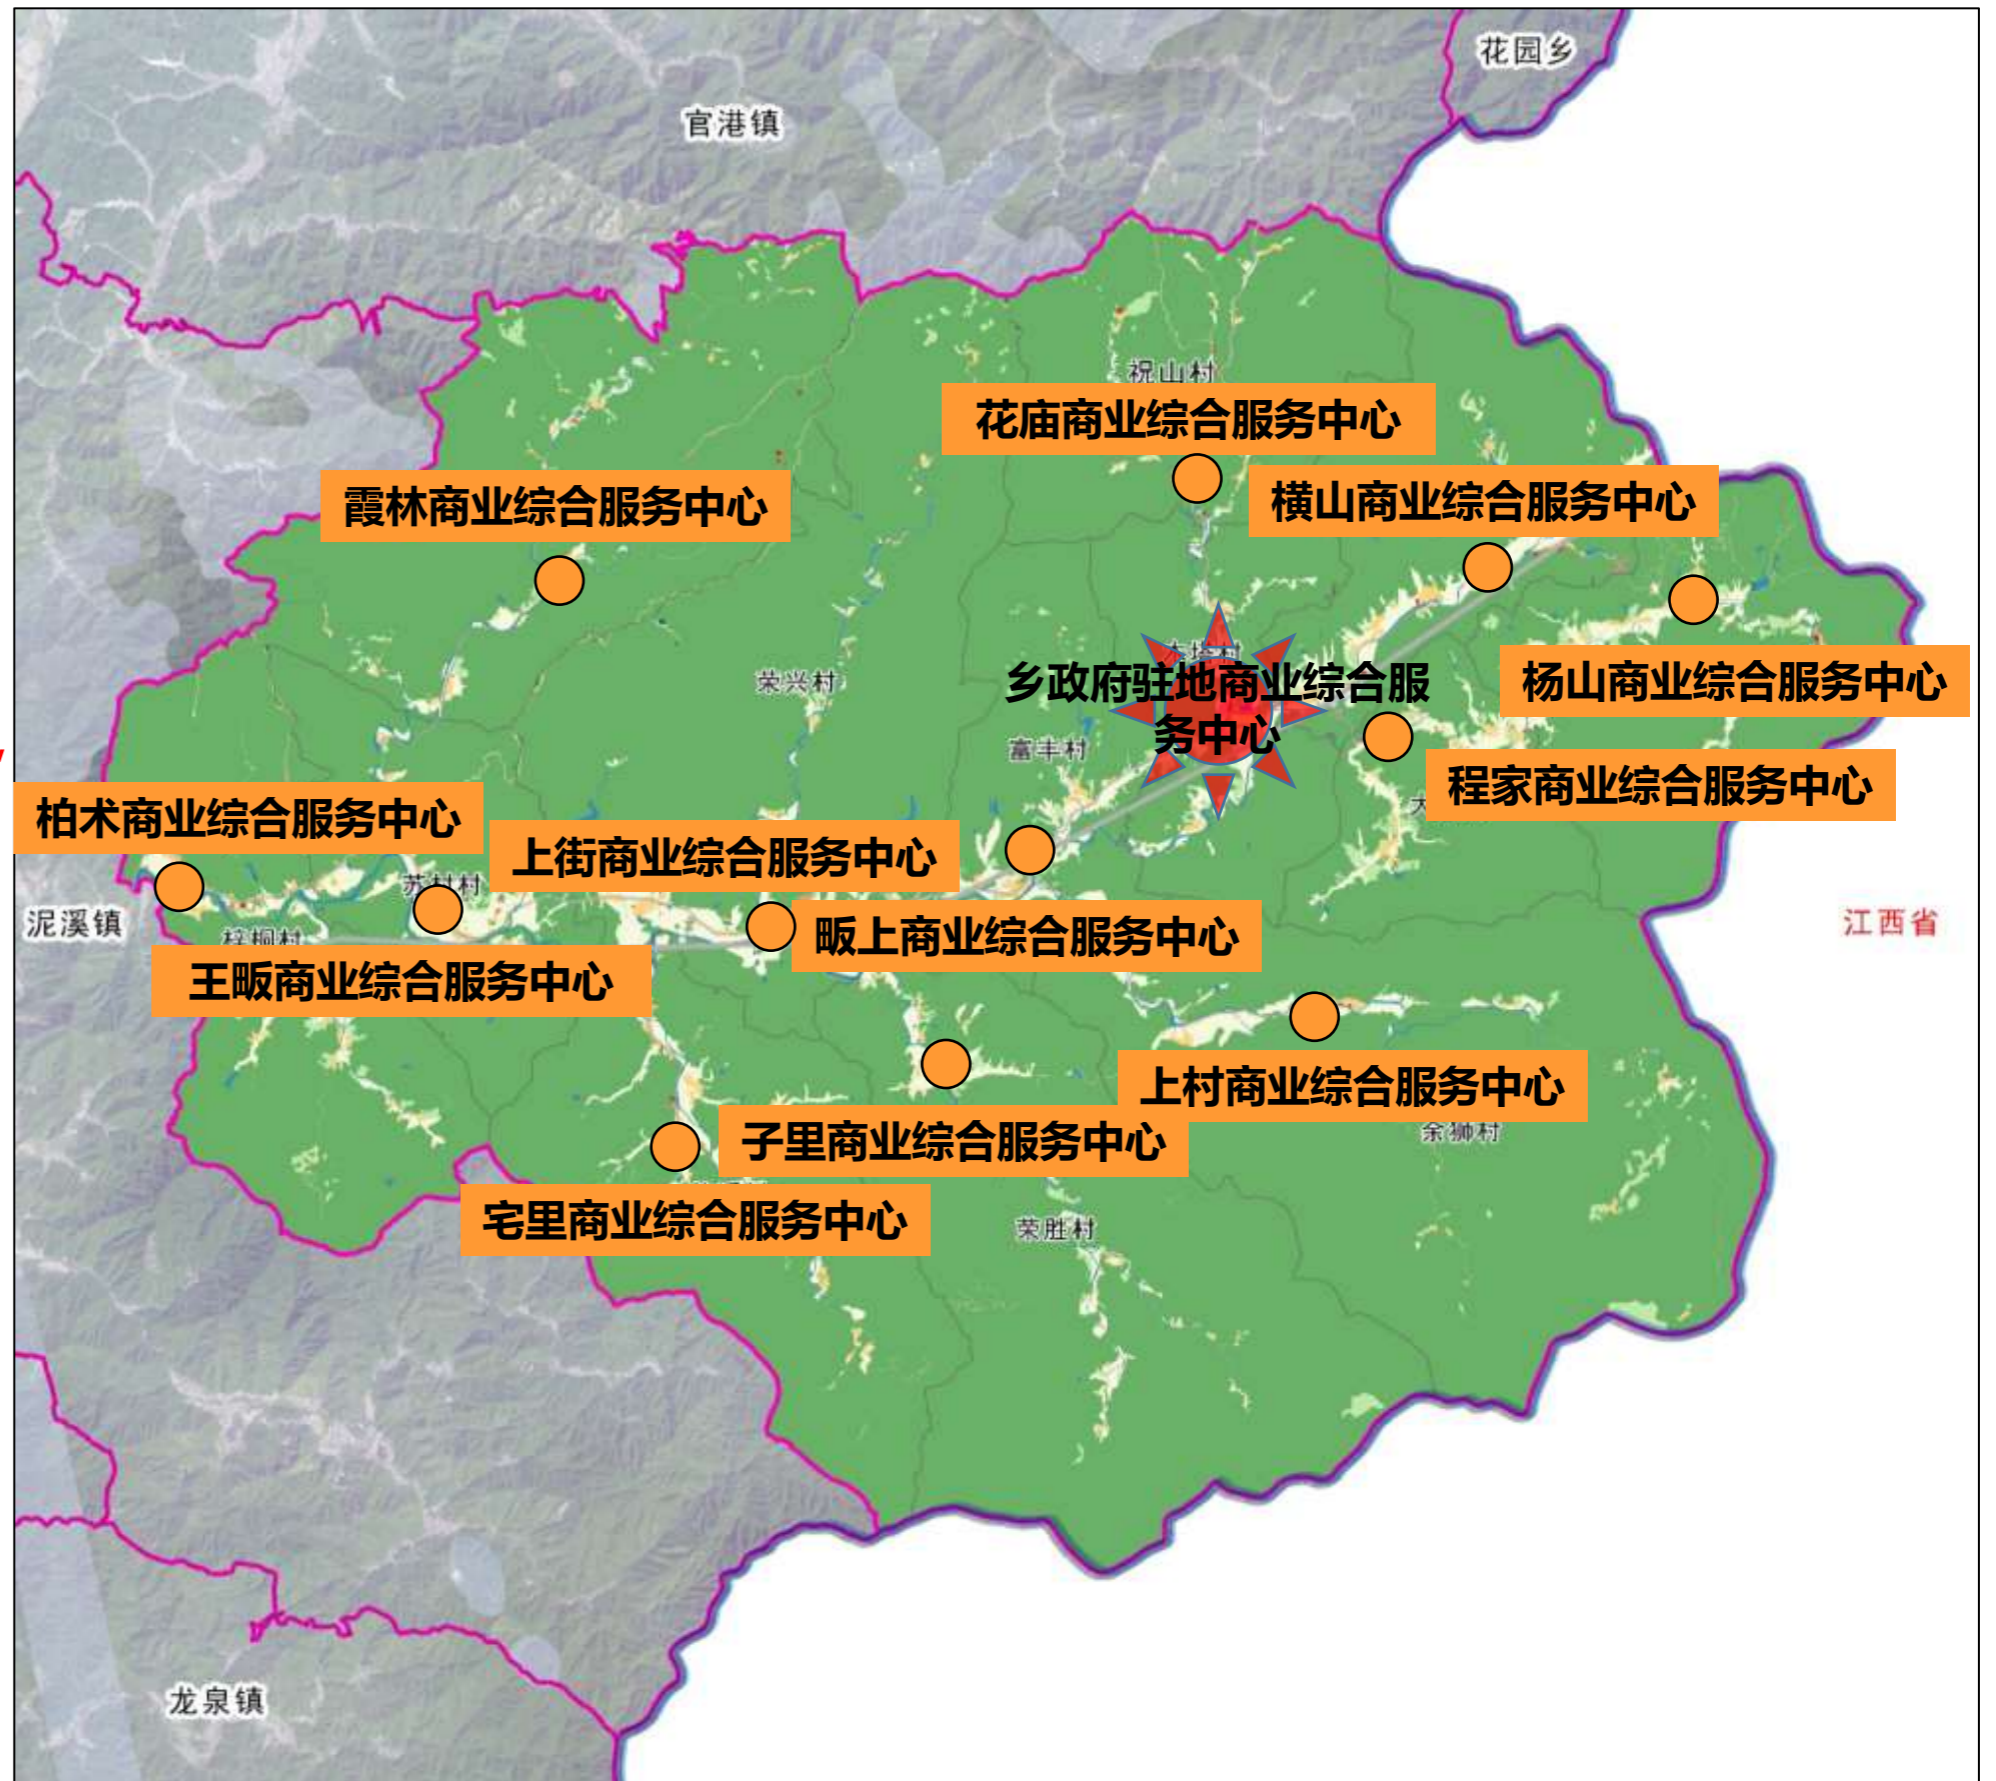 花园乡
官港镇
祝山村
花庙商业综合服务中心
霞林商业综合服务中心
横山商业综合服务中心
荣兴村
乡政府驻地商业综合服
务中心
杨山商业综合服务中心
富丰村
程家商业综合服务中心
柏术商业综合服务中心
上街商业综合服务中心
苏村村
泥溪镇
梓桐村
畈上商业综合服务中心
江西省
王畈商业综合服务中心
上村商业综合服务中心
余狮村
子里商业综合服务中心
宅里商业综合服务中心
荣胜村
龙泉镇